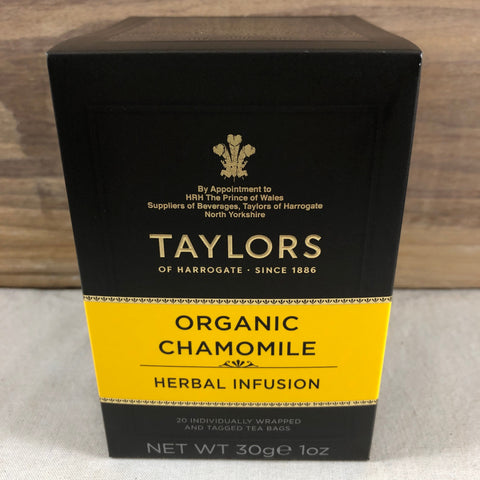 By Appointment to
HRH The Prince of Wales
Suppliers of Beverages, Taylors of Harrogate
North Yorkshire
TAYLORS
OF HARROGATE · SINCE 1886
ORGANIC
CHAMOMILE
HERBAL INFUSION
20 INDIVIDUALLY WRAPPED
AND TAGGED TEA BAGS
NET WT 30g℮ 1oz